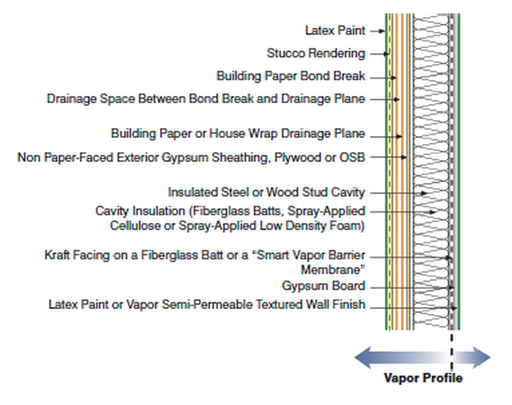 Latex Paint
Stucco Rendering
Building Paper Bond Break
Drainage Space Between Bond Break and Drainage Plane
Building Paper or House Wrap Drainage Plane
Non Paper-Faced Exterior Gypsum Sheathing, Plywood or OSB
Insulated Steel or Wood Stud Cavity
Cavity Insulation (Fiberglass Batts, Spray-Applied
Cellulose or Spray-Applied Low Density Foam)
Kraft Facing on a Fiberglass Batt or a “Smart Vapor Barrier
Membrane”
Gypsum Board
Latex Paint or Vapor Semi-Permeable Textured Wall Finish
Vapor Profile